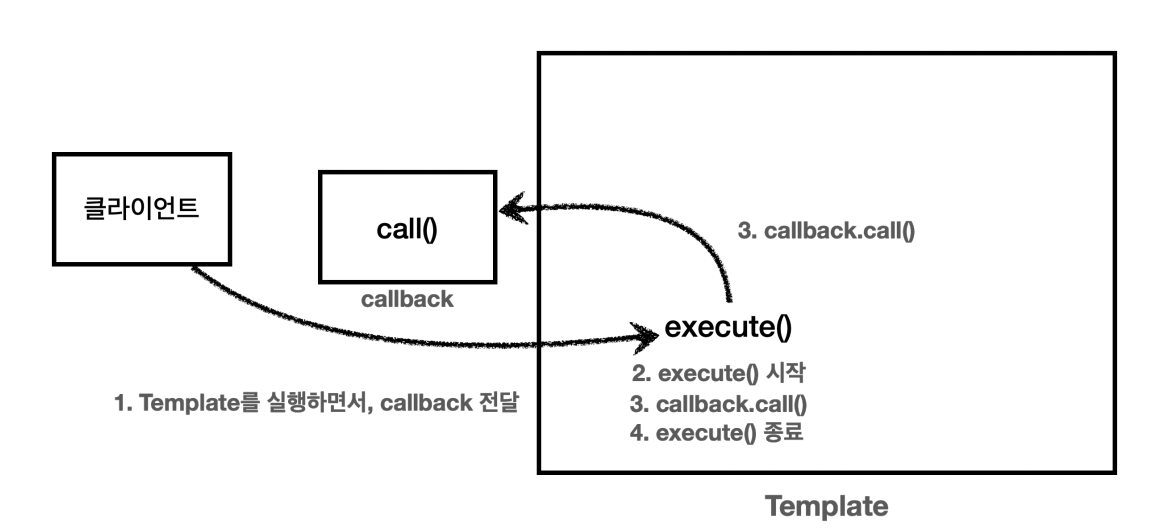 클라이언트
call()
callback
3. callback.call()
execute()
2. execute() 시작
3. callback.call()
4. execute() 종료
1. Template를 실행하면서, callback 전달
Template